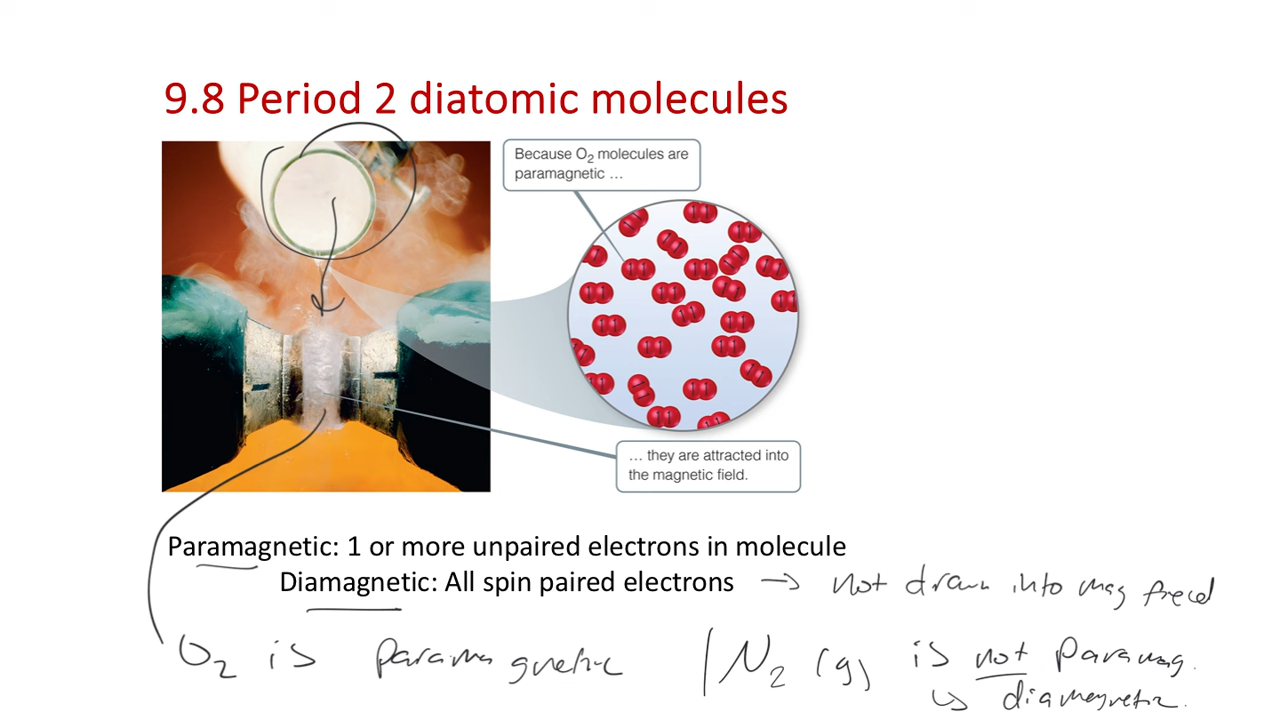 9.8 Period 2 diatomic molecules
Because O₂ molecules are
paramagnetic ...
... they are attracted into
the magnetic field.
Paramagnetic: 1 or more unpaired electrons in molecule
Diamagnetic: All spin paired electrons → not drawn into mag field
O₂ is paramagnetic | N₂ (g) is not paramag.
↳ diamagnetic.